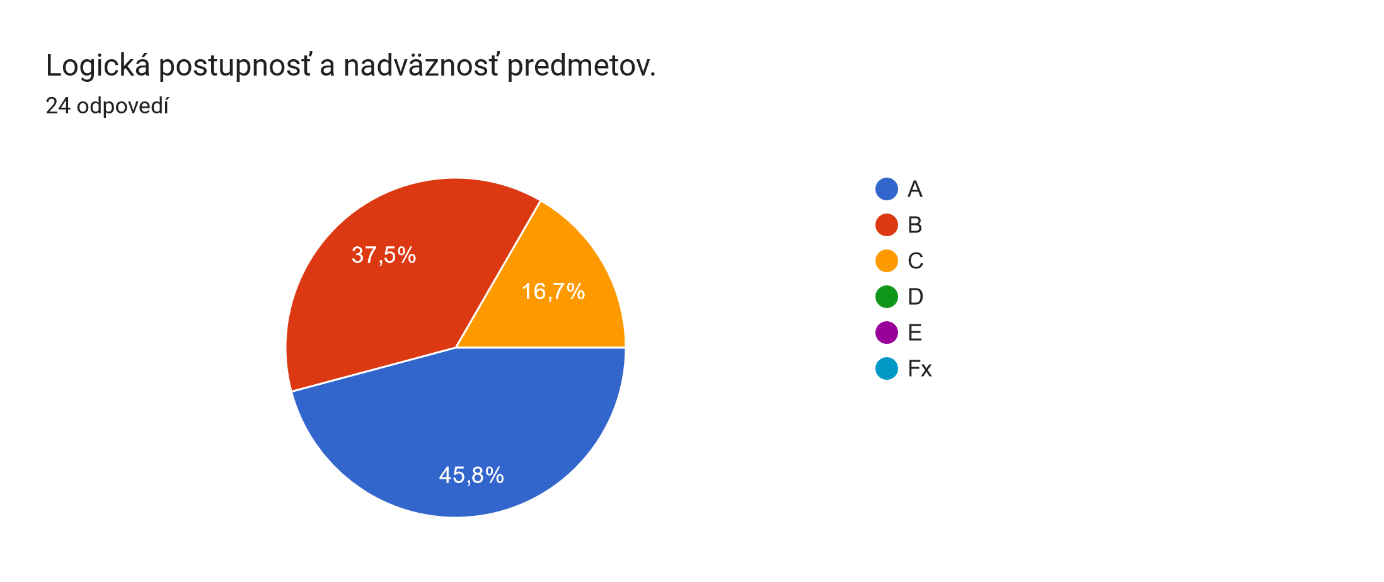 Logická postupnosť a nadväznosť predmetov.
24 odpovedí
A
B
C
D
E
Fx
37,5%
16,7%
45,8%